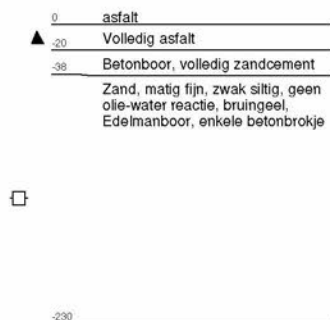 0 asfalt
-20 Volledig asfalt
-38 Betonboor, volledig zandcement
Zand, matig fijn, zwak siltig, geen
olie-water reactie, bruingeel,
Edelmanboor, enkele betonbrokje
-230